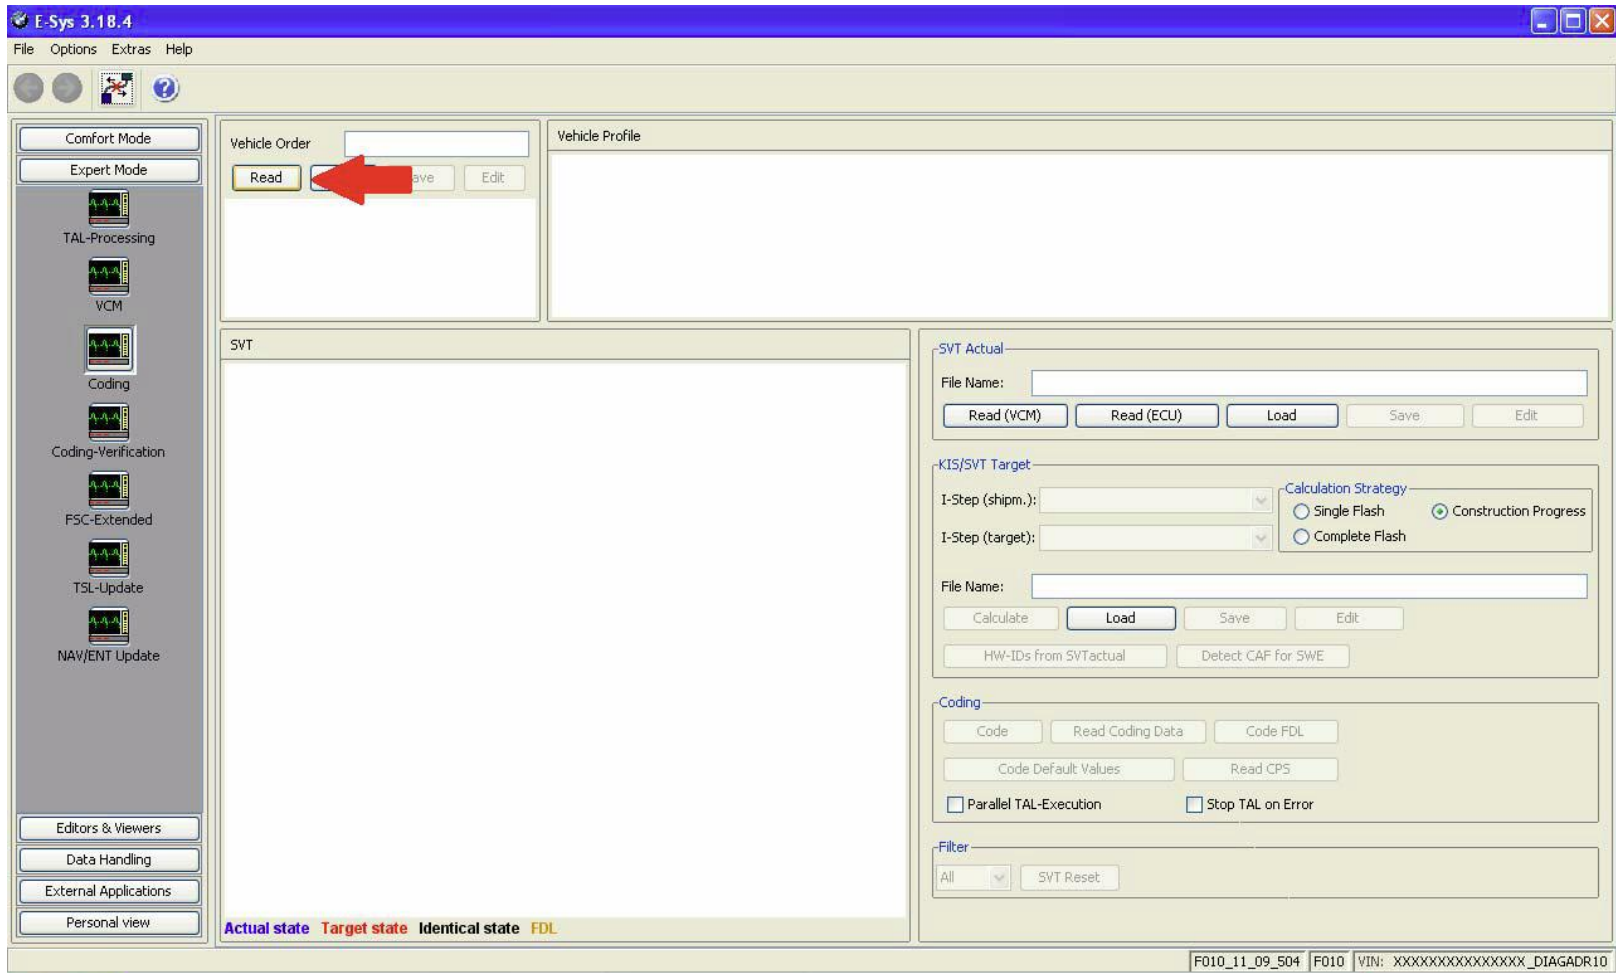 E-Sys 3.18.4
File Options Extras Help
Comfort Mode
Expert Mode
TAL-Processing
VCM
Coding
Coding-Verification
FSC-Extended
TSL-Update
NAV/ENT Update
Editors & Viewers
Data Handling
External Applications
Personal view
Vehicle Order
Read Edit
Vehicle Profile
SVT
Actual state Target state Identical state FDL
SVT Actual
File Name:
Read (VCM) Read (ECU) Load Save Edit
KIS/SVT Target
I-Step (shipm.):
I-Step (target):
Calculation Strategy
Single Flash Construction Progress
Complete Flash
File Name:
Calculate Load Save Edit
HW-IDs from SVTactual Detect CAF for SWE
Coding
Code Read Coding Data Code FDL
Code Default Values Read CPS
Parallel TAL-Execution Stop TAL on Error
Filter
All SVT Reset
F010_11_09_504 F010 VIN: XXXXXXXXXXXXXXX_DIAGADR10